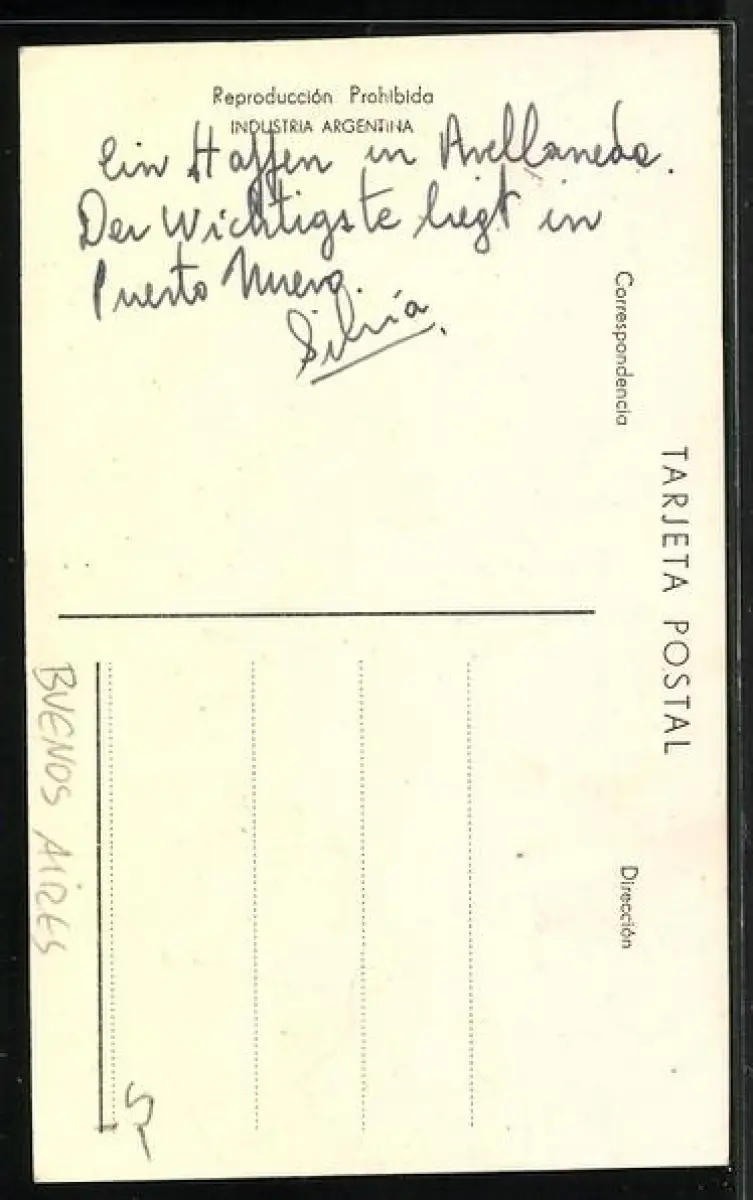 Reproducción Prohibida
INDUSTRIA ARGENTINA
Ein Haffen in Avellaneda.
Der Wichtigste liegt in
Puerto Nuevo.
Silvia.
Correspondencia
TARJETA POSTAL
Dirección
BUENOS AIRES